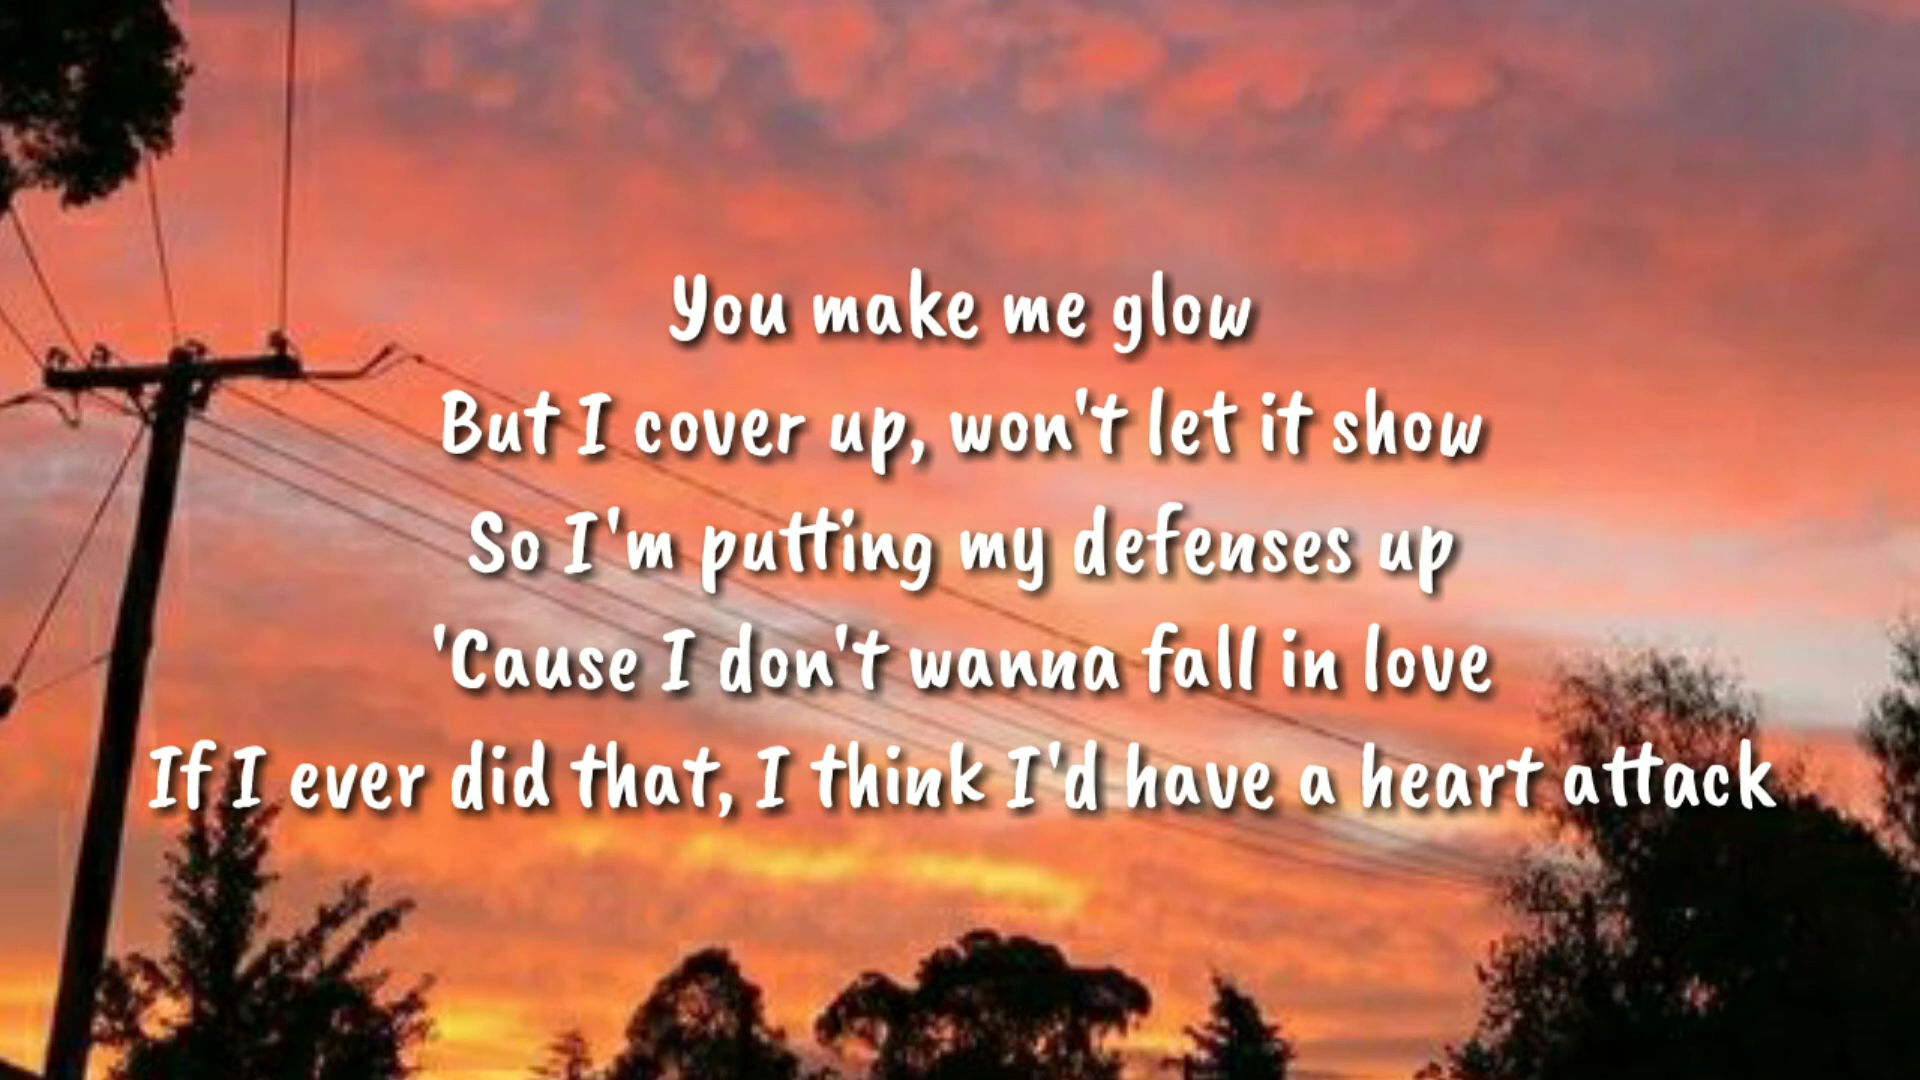 You make me glow
But I cover up, won't let it show
So I'm putting my defenses up
'Cause I don't wanna fall in love
If I ever did that, I think I'd have a heart attack